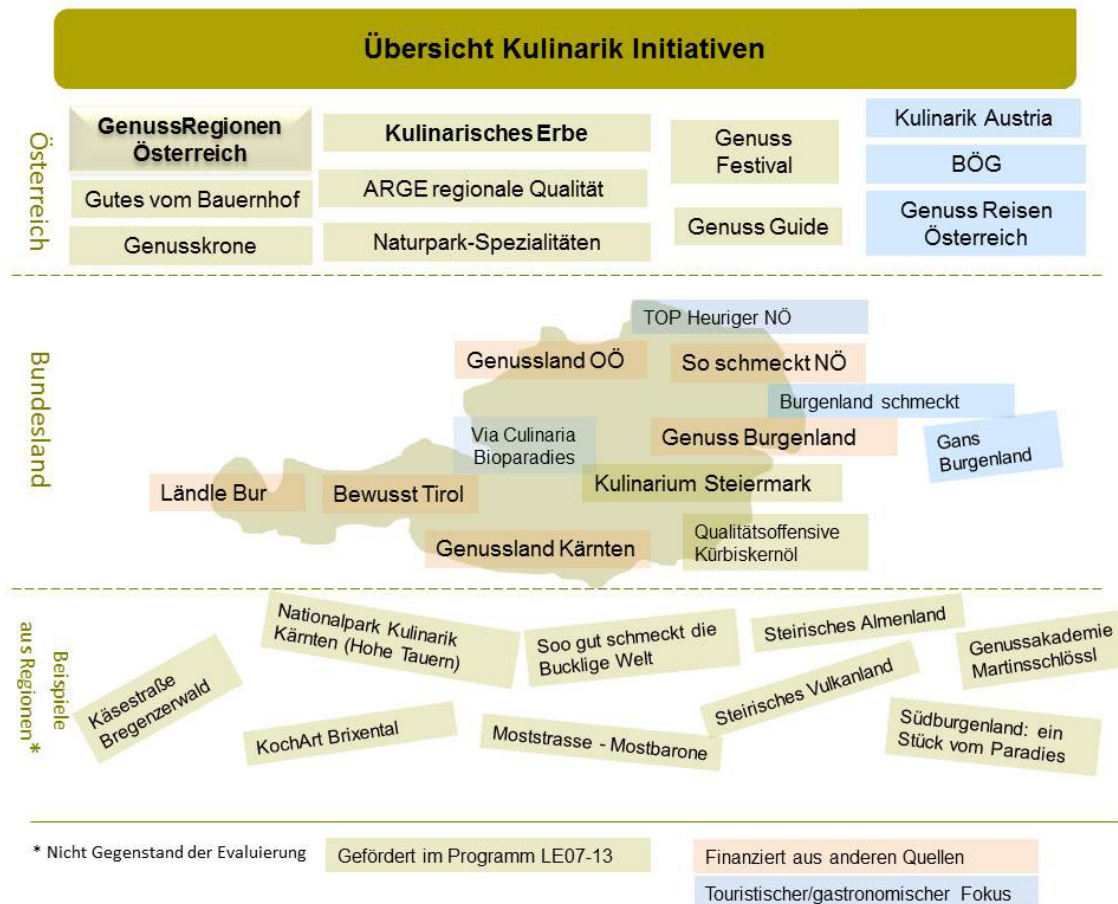 Übersicht Kulinarik Initiativen
Österreich
GenussRegionen
Österreich
Gutes vom Bauernhof
Genusskrone
Kulinarisches Erbe
ARGE regionale Qualität
Naturpark-Spezialitäten
Genuss
Festival
Genuss Guide
Kulinarik Austria
BÖG
Genuss Reisen
Österreich
Bundesland
TOP Heuriger NÖ
Genussland OÖ
So schmeckt NÖ
Burgenland schmeckt
Via Culinaria
Bioparadies
Genuss Burgenland
Gans
Burgenland
Ländle Bur
Bewusst Tirol
Kulinarium Steiermark
Genussland Kärnten
Qualitätsoffensive
Kürbiskernöl
Beispiele
aus Regionen*
Käsestraße
Bregenzerwald
Nationalpark Kulinarik
Kärnten (Hohe Tauern)
KochArt Brixental
Soo gut schmeckt die
Bucklige Welt
Moststrasse - Mostbarone
Steirisches Almenland
Steirisches Vulkanland
Genussakademie
Martinsschlössl
Südburgenland: ein
Stück vom Paradies
* Nicht Gegenstand der Evaluierung
Gefördert im Programm LE07-13
Finanziert aus anderen Quellen
Touristischer/gastronomischer Fokus